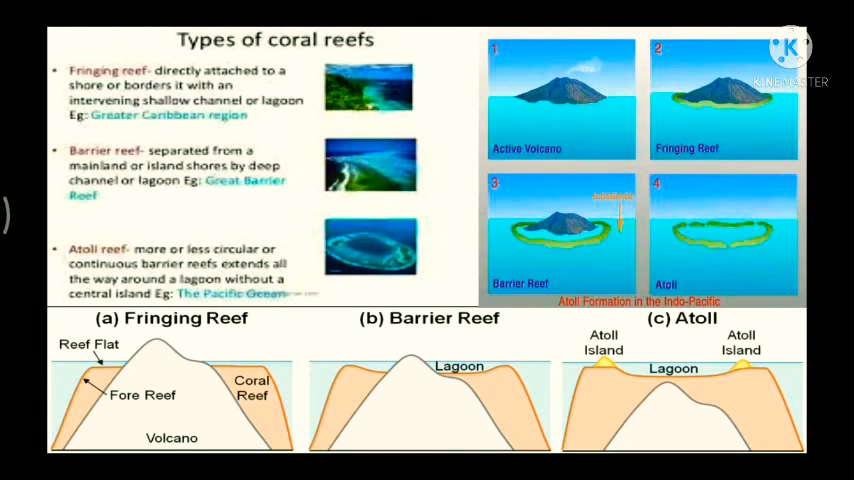 Types of coral reefs
• Fringing reef- directly attached to a
shore or borders it with an
intervening shallow channel or lagoon
Eg: Greater Caribbean region
• Barrier reef- separated from a
mainland or island shores by deep
channel or lagoon Eg: Great Barrier
Reef
• Atoll reef- more or less circular or
continuous barrier reefs extends all
the way around a lagoon without a
central island Eg: The Pacific Ocean
1
Active Volcano
2
Fringing Reef
3
Subsidence
Barrier Reef
4
Atoll
Atoll Formation in the Indo-Pacific
K
KINEMASTER
(a) Fringing Reef
Reef Flat
Fore Reef
Coral
Reef
Volcano
(b) Barrier Reef
Lagoon
(c) Atoll
Atoll
Island
Lagoon
Atoll
Island